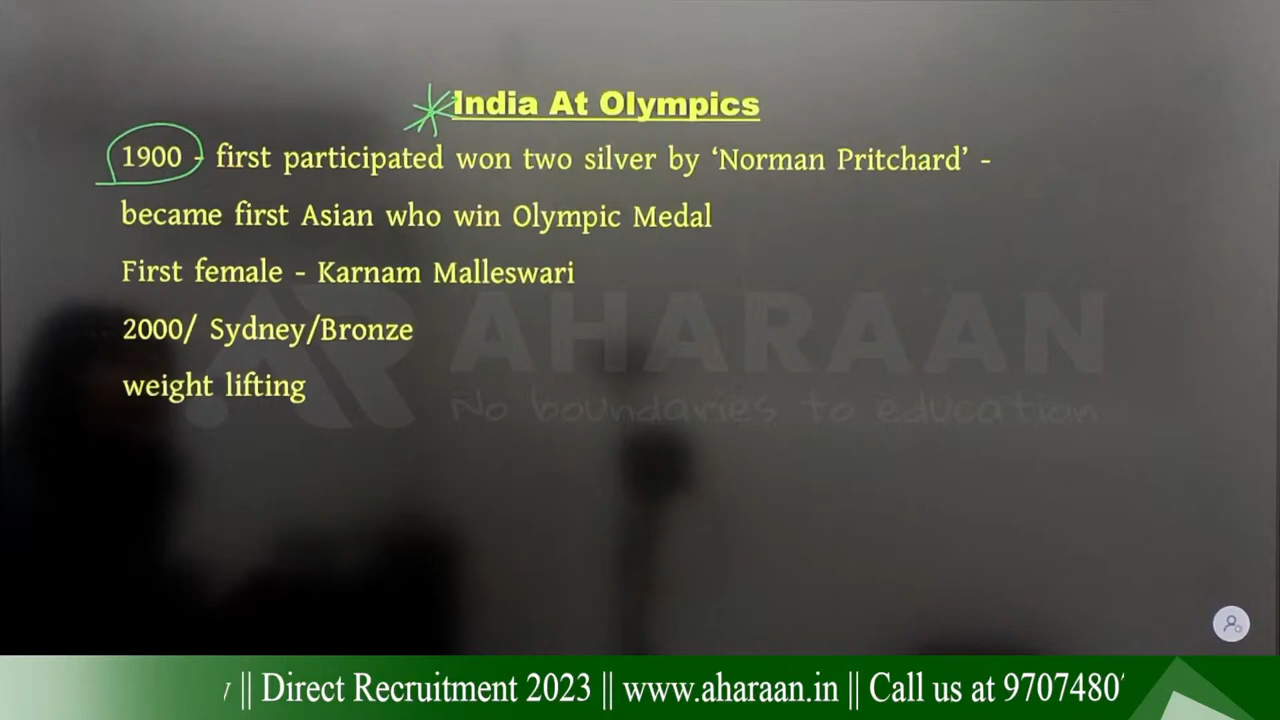 India At Olympics
1900 - first participated won two silver by ‘Norman Pritchard’ -
became first Asian who win Olympic Medal
First female - Karnam Malleswari
2000/ Sydney/Bronze
weight lifting
AHARAAN
No boundaries to education
|| Direct Recruitment 2023 || www.aharaan.in || Call us at 9707480